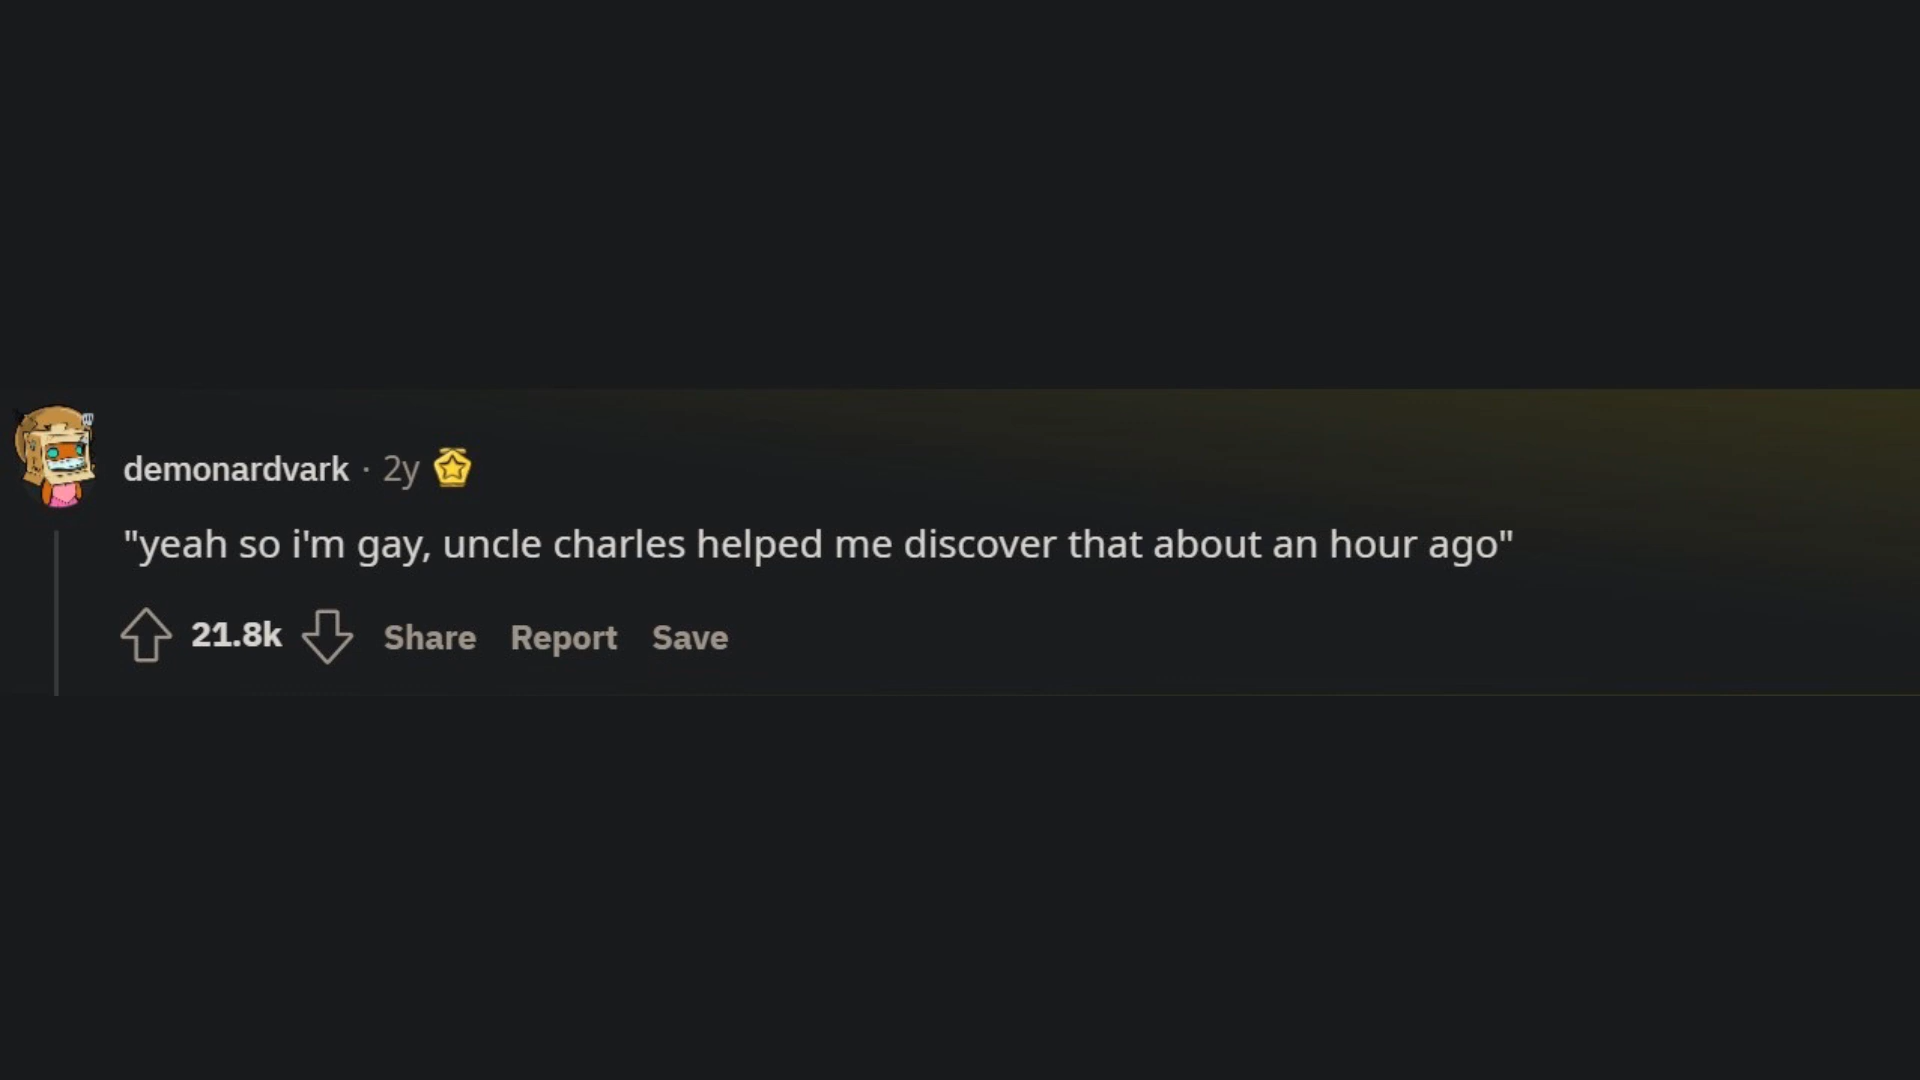 demonardvark · 2y
"yeah so i'm gay, uncle charles helped me discover that about an hour ago"
21.8k Share Report Save